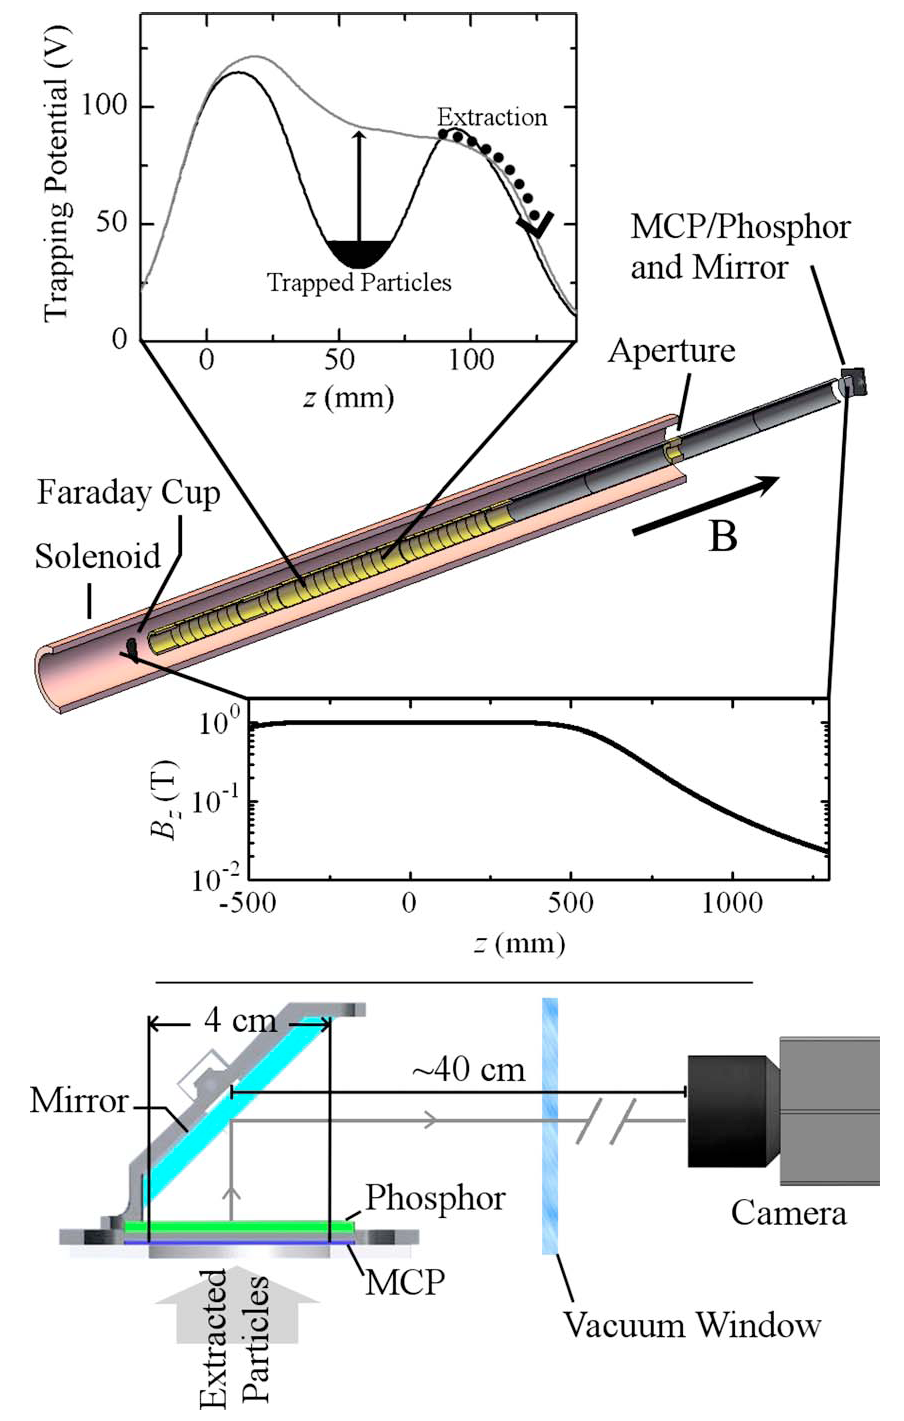 Trapping Potential (V)
100
50
0
Extraction
Trapped Particles
0 50 100
z (mm)
MCP/Phosphor
and Mirror
Aperture
Faraday Cup
Solenoid
B
10⁰
10⁻¹
10⁻²
B_z (T)
-500 0 500 1000
z (mm)
4 cm
~40 cm
Mirror
Phosphor
Camera
MCP
Extracted
Particles
Vacuum Window